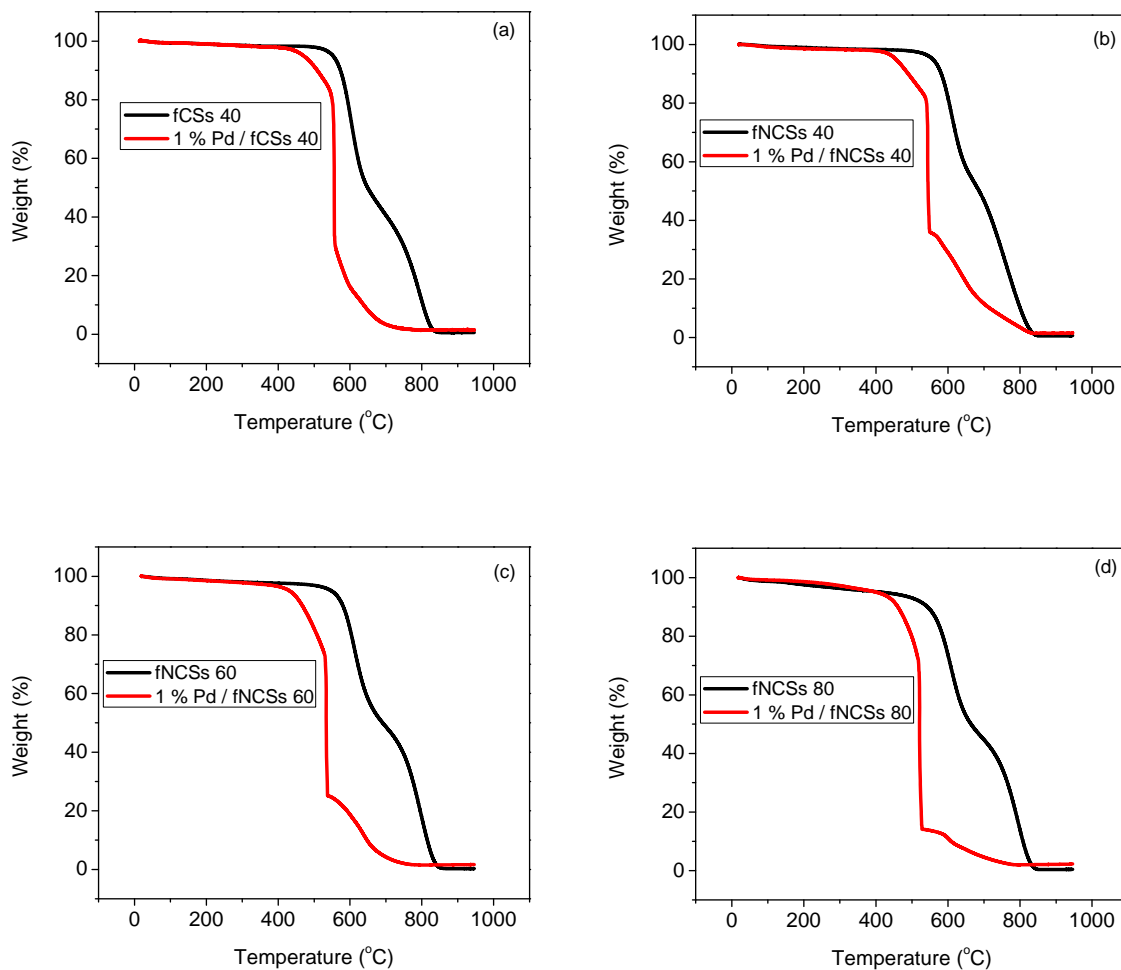 (a)
100
80
60
40
20
0
Weight (%)
fCSs 40
1 % Pd / fCSs 40
0 200 400 600 800 1000
Temperature (°C)
(b)
100
80
60
40
20
0
Weight (%)
fNCSs 40
1 % Pd / fNCSs 40
0 200 400 600 800 1000
Temperature (°C)
(c)
100
80
60
40
20
0
Weight (%)
fNCSs 60
1 % Pd / fNCSs 60
0 200 400 600 800 1000
Temperature (°C)
(d)
100
80
60
40
20
0
Weight (%)
fNCSs 80
1 % Pd / fNCSs 80
0 200 400 600 800 1000
Temperature (°C)